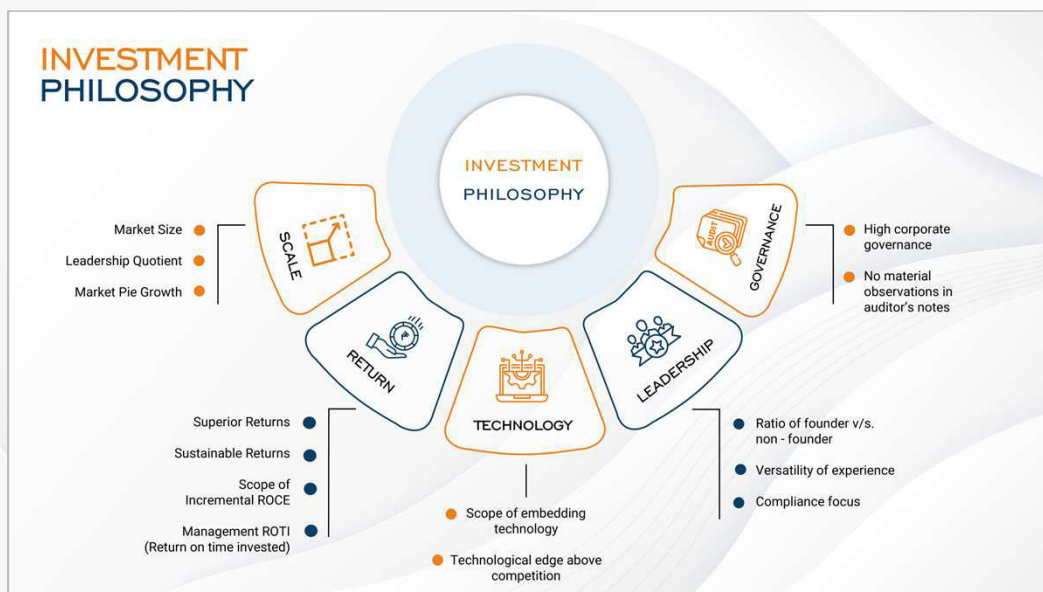 INVESTMENT
PHILOSOPHY
INVESTMENT
PHILOSOPHY
SCALE
Market Size
Leadership Quotient
Market Pie Growth
RETURN
Superior Returns
Sustainable Returns
Scope of
Incremental ROCE
Management ROTI
(Return on time invested)
TECHNOLOGY
Scope of embedding
technology
Technological edge above
competition
LEADERSHIP
Ratio of founder v/s.
non - founder
Versatility of experience
Compliance focus
AUDIT
GOVERNANCE
High corporate
governance
No material
observations in
auditor's notes